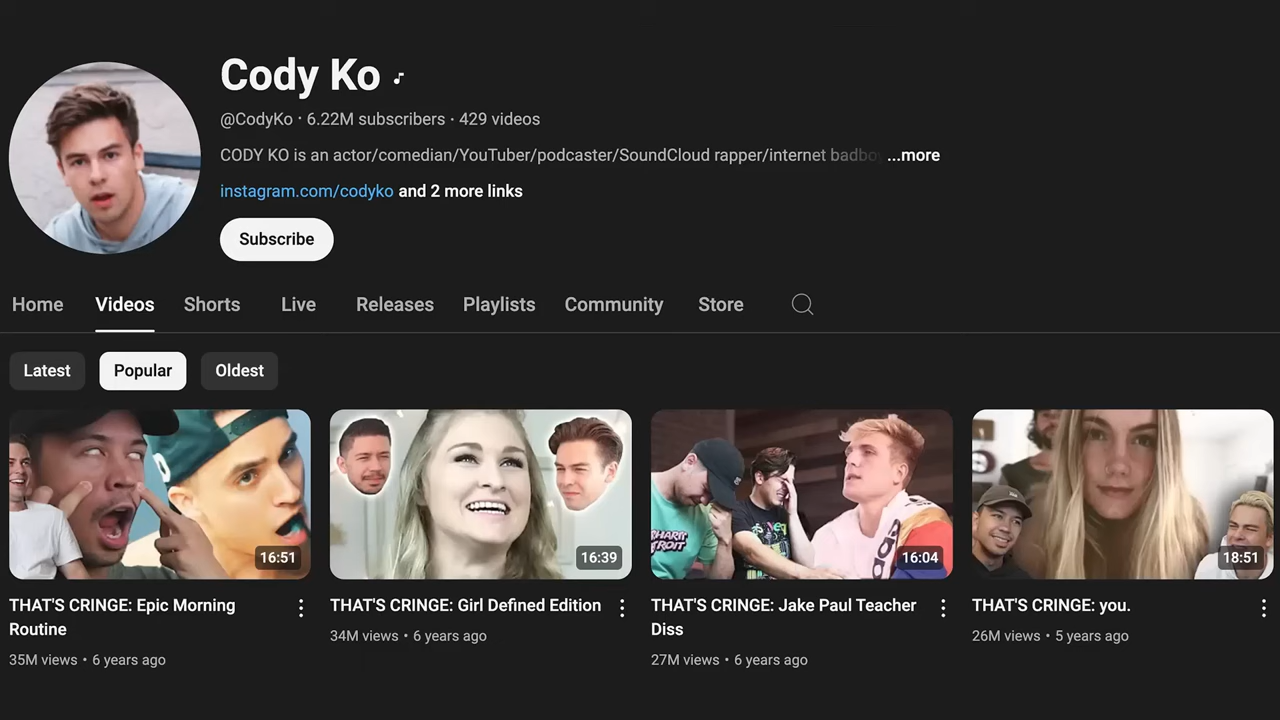 Cody Ko
@CodyKo · 6.22M subscribers · 429 videos
CODY KO is an actor/comedian/YouTuber/podcaster/SoundCloud rapper/internet badboy ...more
instagram.com/codyko and 2 more links
Subscribe
Home Videos Shorts Live Releases Playlists Community Store
Latest Popular Oldest
16:51 16:39 16:04 18:51
THAT'S CRINGE: Epic Morning
Routine
35M views • 6 years ago
THAT'S CRINGE: Girl Defined Edition
34M views • 6 years ago
THAT'S CRINGE: Jake Paul Teacher
Diss
27M views • 6 years ago
THAT'S CRINGE: you.
26M views • 5 years ago